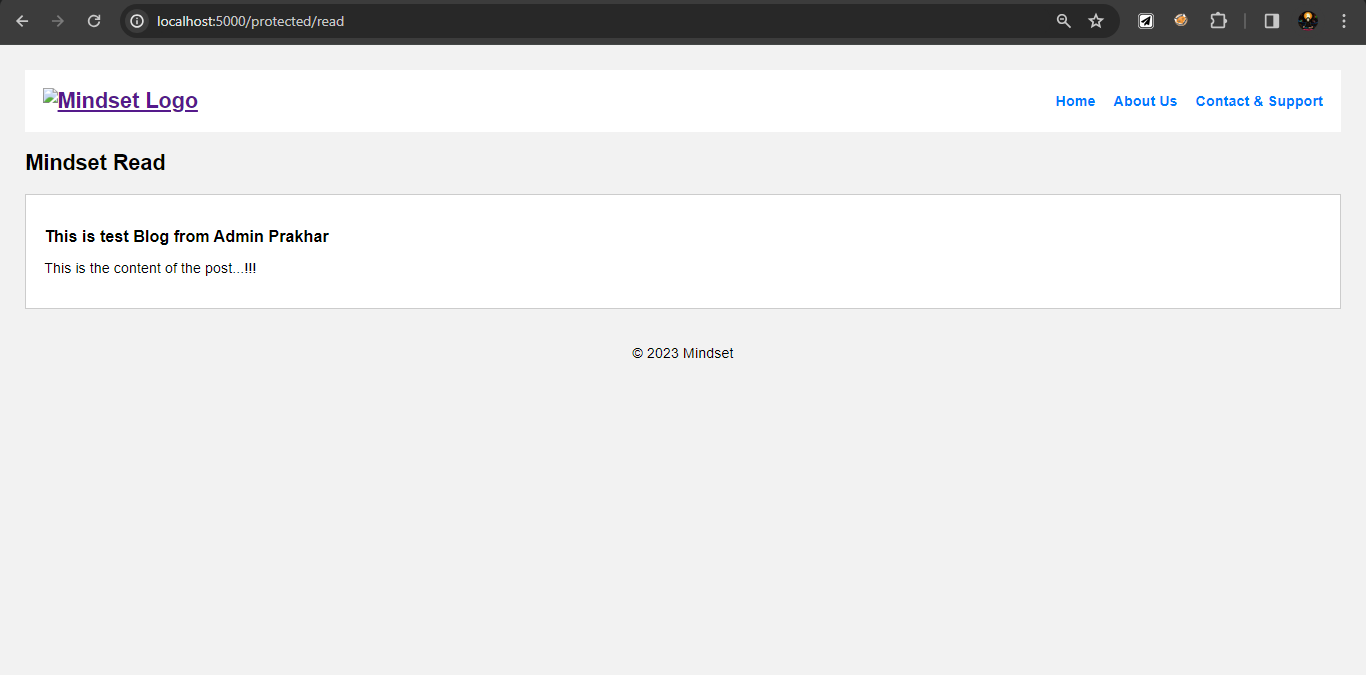 localhost:5000/protected/read
Mindset Logo
Home About Us Contact & Support
Mindset Read
This is test Blog from Admin Prakhar
This is the content of the post...!!!
© 2023 Mindset